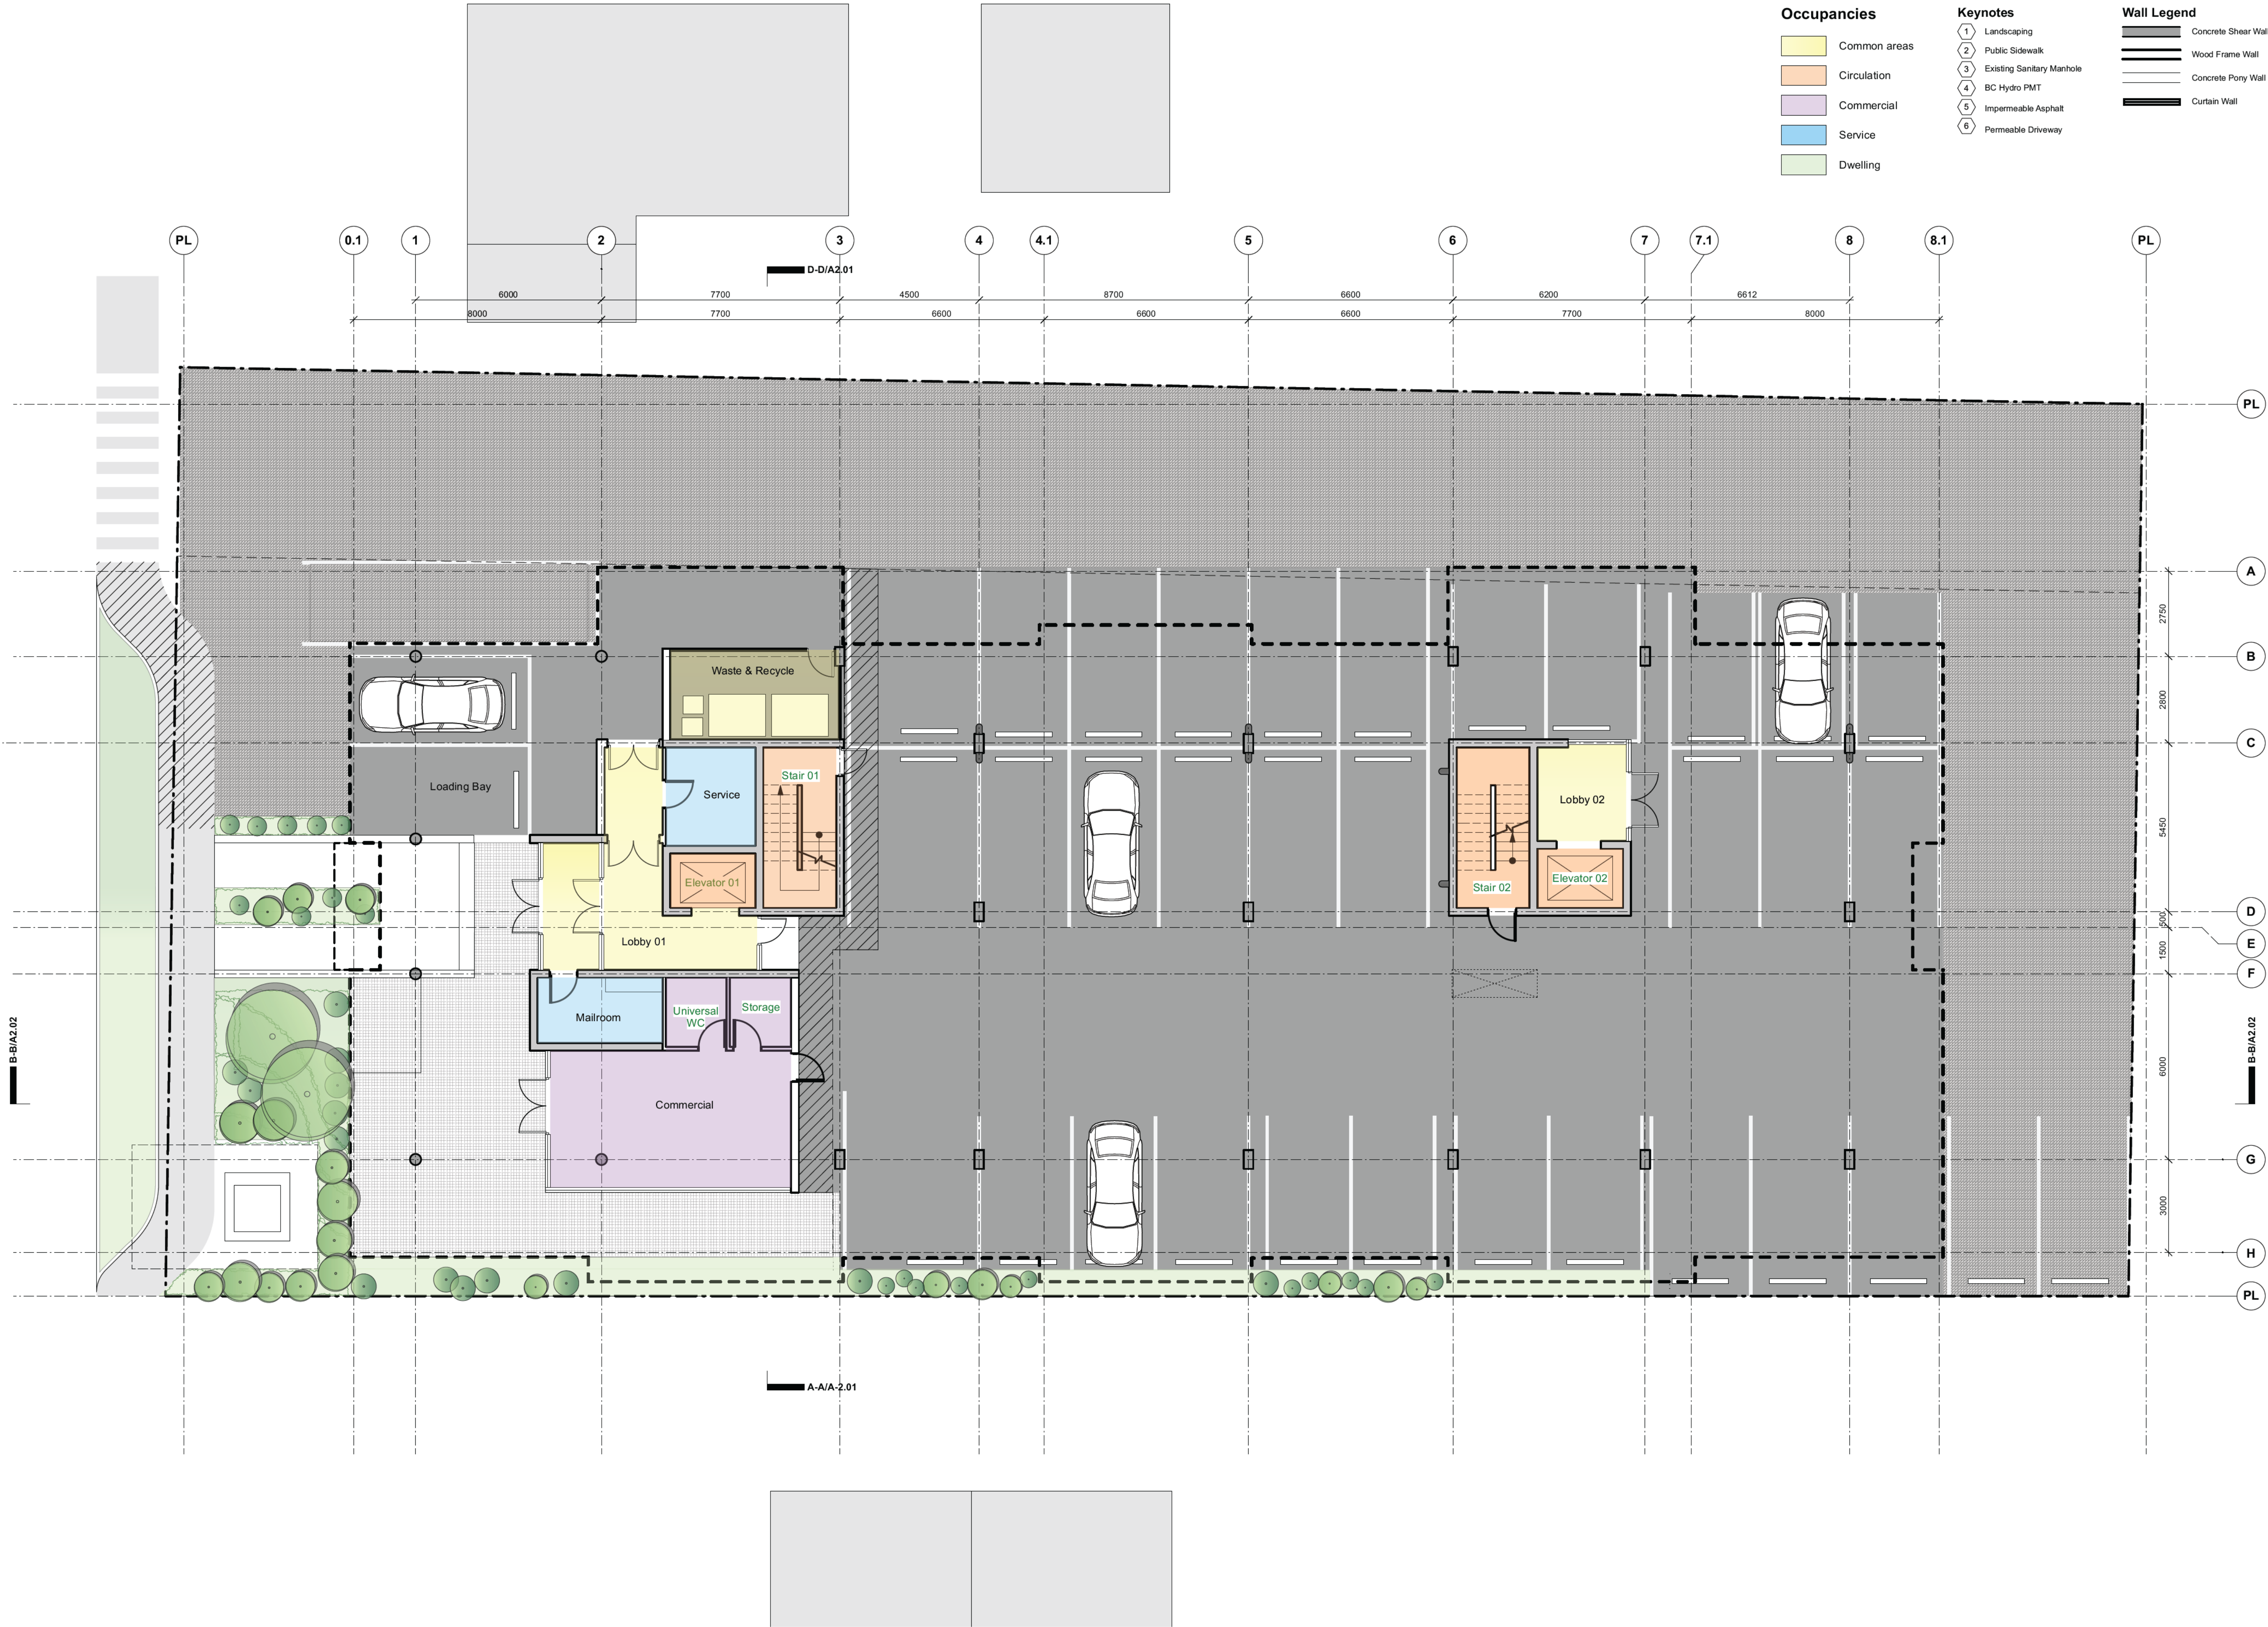 Occupancies
Common areas
Circulation
Commercial
Service
Dwelling
Keynotes
1 Landscaping
2 Public Sidewalk
3 Existing Sanitary Manhole
4 BC Hydro PMT
5 Impermeable Asphalt
6 Permeable Driveway
Wall Legend
Concrete Shear Wal
Wood Frame Wall
Concrete Pony Wall
Curtain Wall
PL 0.1 1 2 3 4 4.1 5 6 7 7.1 8 8.1 PL
D-D/A2.01
6000 7700 4500 8700 6600 6200 6612
8000 7700 6600 6600 6600 7700 8000
PL
A
2750
B
2800
C
5450
D
500
E
1500
F
6000
G
3000
H
PL
Waste & Recycle
Loading Bay
Service
Stair 01
Elevator 01
Lobby 01
Lobby 02
Stair 02
Elevator 02
Mailroom
Universal
WC
Storage
Commercial
B-B/A2.02
B-B/A2.02
A-A/A-2.01